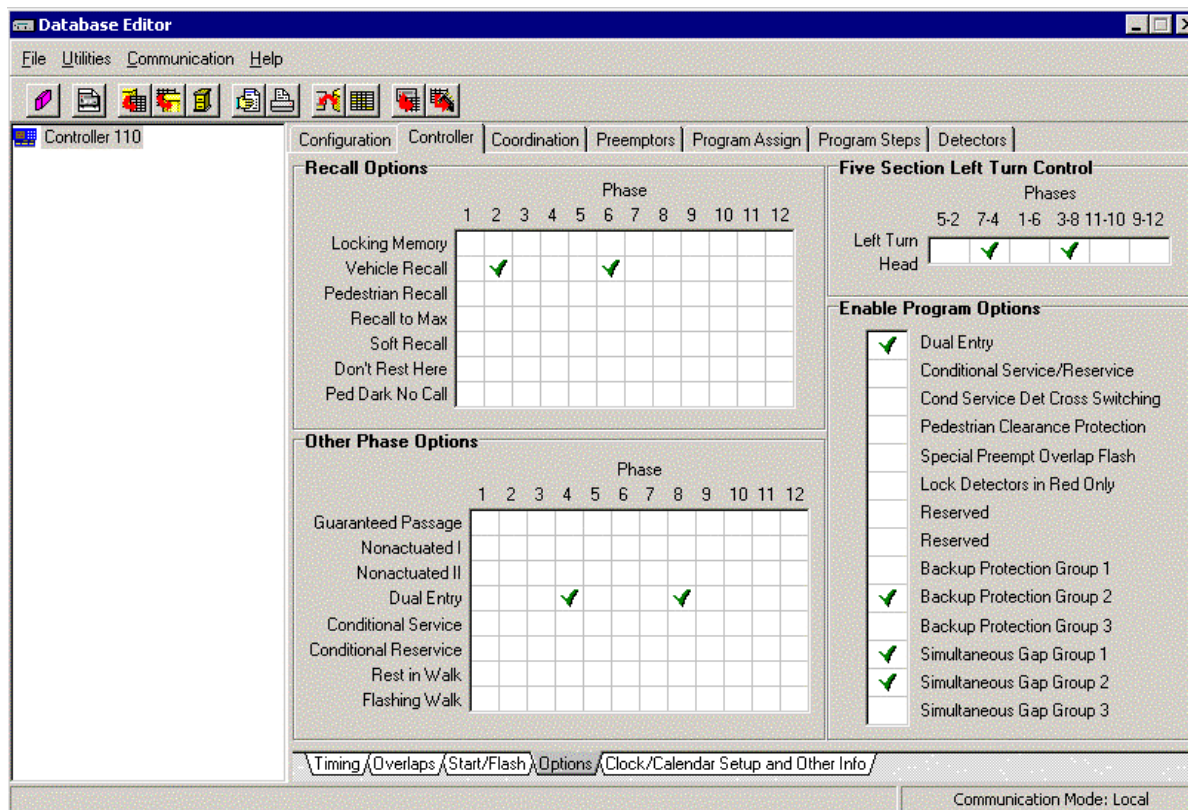 Database Editor
File Utilities Communication Help
Controller 110
Configuration Controller Coordination Preemptors Program Assign Program Steps Detectors
Recall Options
Phase
1 2 3 4 5 6 7 8 9 10 11 12
Locking Memory
Vehicle Recall
Pedestrian Recall
Recall to Max
Soft Recall
Don't Rest Here
Ped Dark No Call
Other Phase Options
Phase
1 2 3 4 5 6 7 8 9 10 11 12
Guaranteed Passage
Nonactuated I
Nonactuated II
Dual Entry
Conditional Service
Conditional Reservice
Rest in Walk
Flashing Walk
Five Section Left Turn Control
Phases
5-2 7-4 1-6 3-8 11-10 9-12
Left Turn
Head
Enable Program Options
Dual Entry
Conditional Service/Reservice
Cond Service Det Cross Switching
Pedestrian Clearance Protection
Special Preempt Overlap Flash
Lock Detectors in Red Only
Reserved
Reserved
Backup Protection Group 1
Backup Protection Group 2
Backup Protection Group 3
Simultaneous Gap Group 1
Simultaneous Gap Group 2
Simultaneous Gap Group 3
Timing Overlaps Start/Flash Options Clock/Calendar Setup and Other Info
Communication Mode: Local